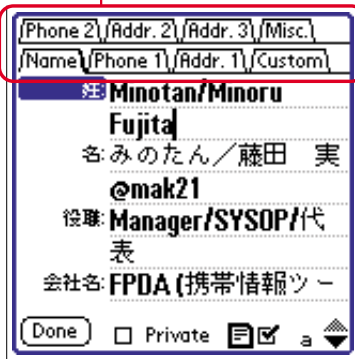 Phone 2 Addr. 2 Addr. 3 Misc.
Name Phone 1 Addr. 1 Custom
姓: Minotan/Minoru
Fujita
名: みのたん／藤田　実
@mak21
役職: Manager/SYSOP/代
表
会社名: FPDA (携帯情報ツー
Done Private a